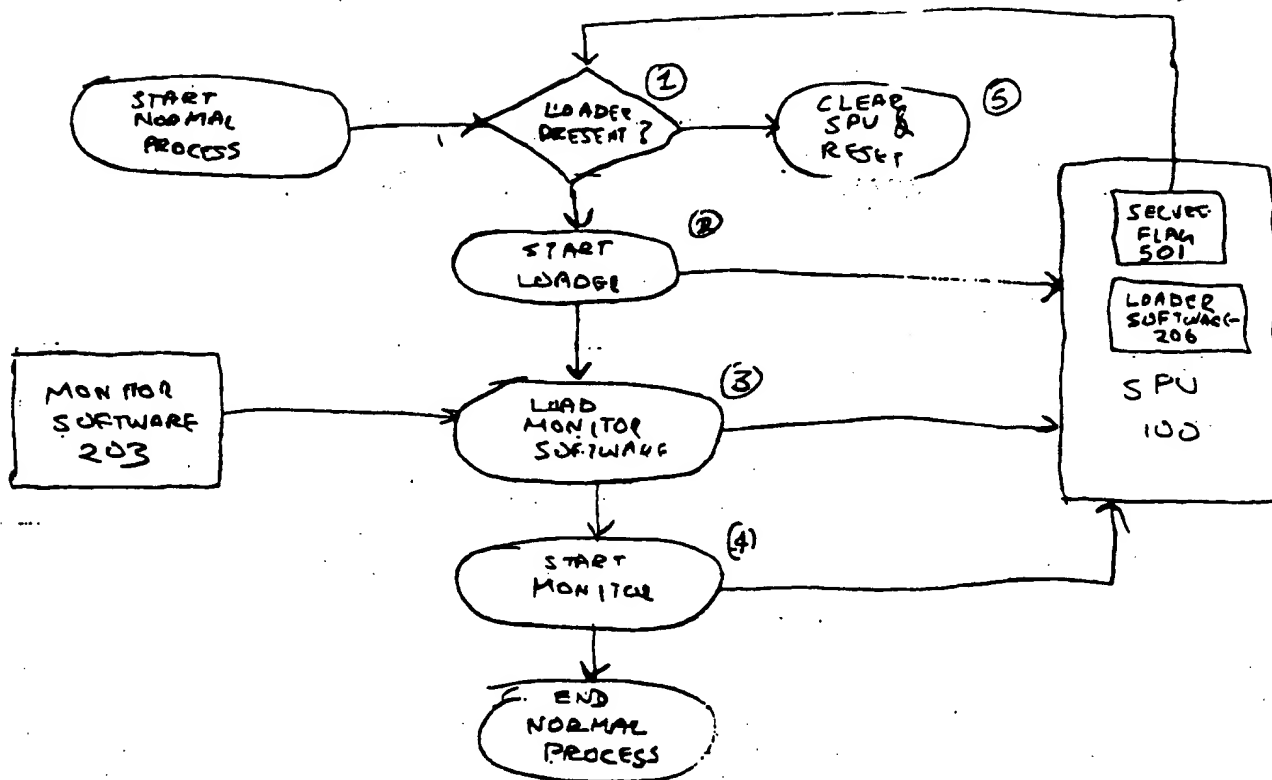 START
NORMAL
PROCESS
LOADER
PRESENT?
1
CLEAR
SPU &
RESET
5
SECURE
FLAG
501
LOADER
SOFTWARE
206
SPU
100
START
LOADER
2
MONITOR
SOFTWARE
203
LOAD
MONITOR
SOFTWARE
3
START
MONITOR
(4)
END
NORMAL
PROCESS